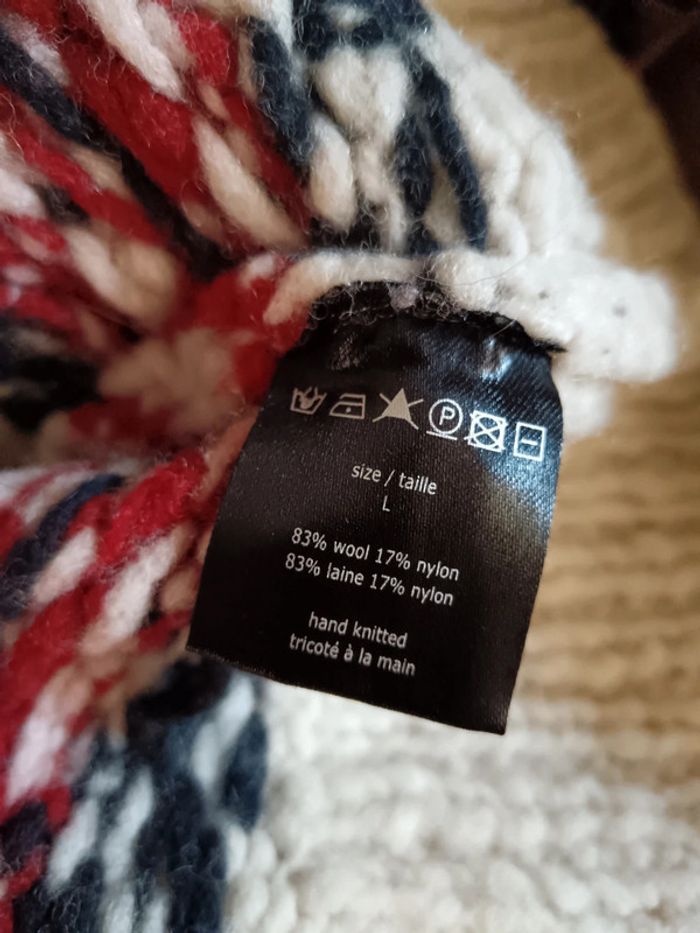 P
size / taille
L
83% wool 17% nylon
83% laine 17% nylon
hand knitted
tricoté à la main